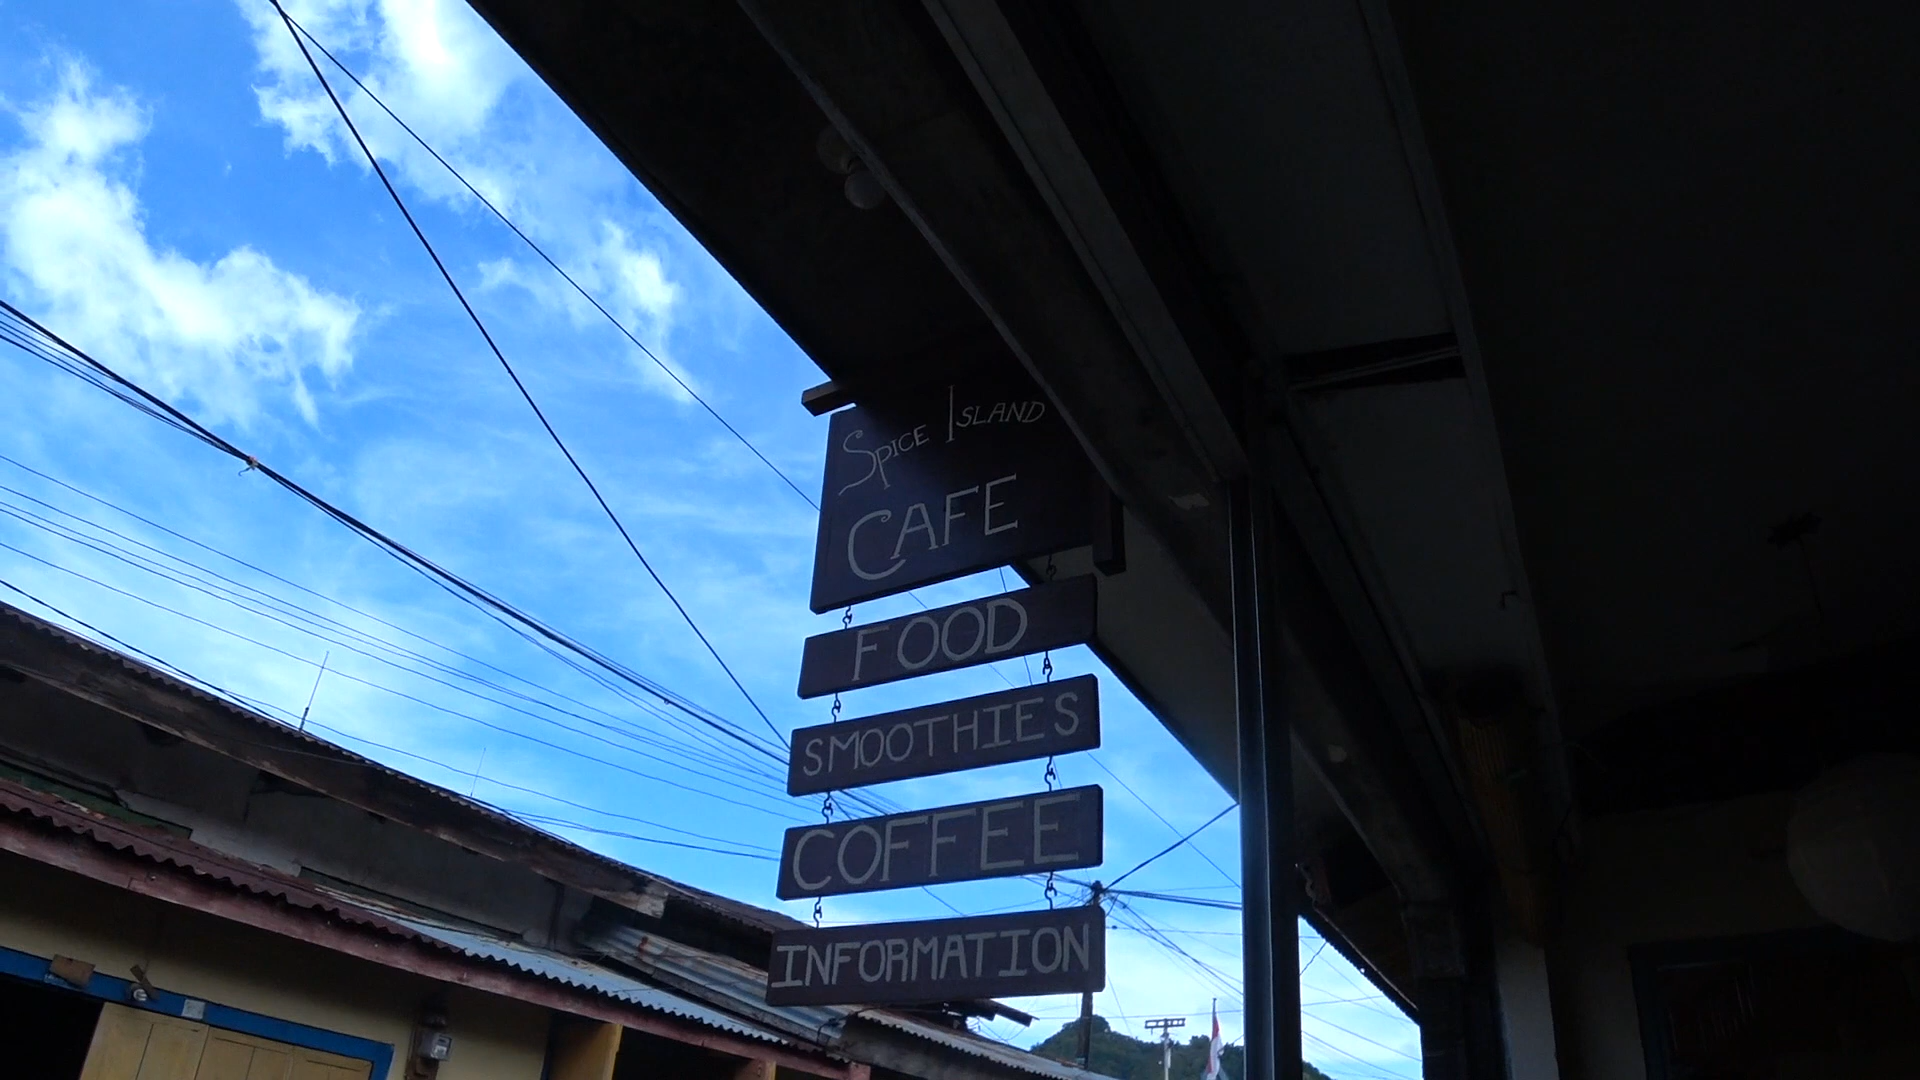 SPICE ISLAND
CAFE
FOOD
SMOOTHIES
COFFEE
INFORMATION